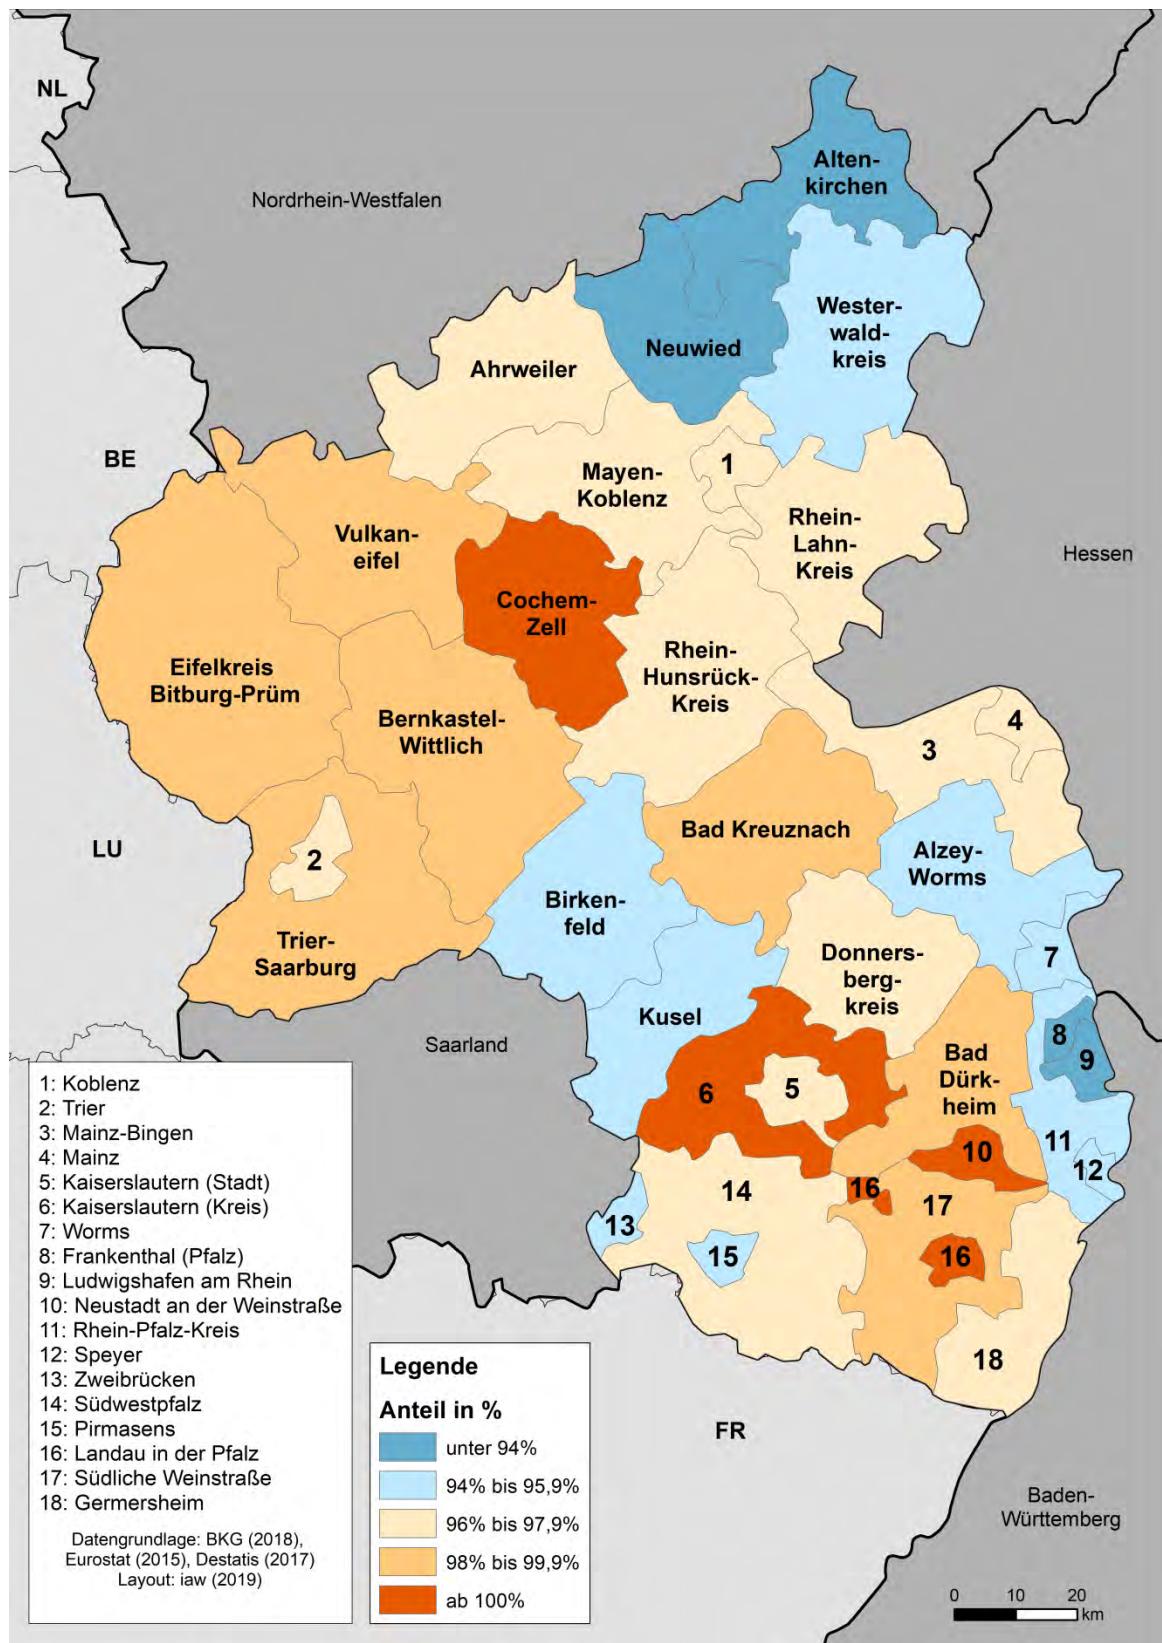 NL
Nordrhein-Westfalen
Alten-
kirchen
Wester-
wald-
kreis
Neuwied
Ahrweiler
BE
Mayen-
Koblenz
1
Rhein-
Lahn-
Kreis
Hessen
Vulkan-
eifel
Cochem-
Zell
Eifelkreis
Bitburg-Prüm
Rhein-
Hunsrück-
Kreis
Bernkastel-
Wittlich
3
4
LU
2
Bad Kreuznach
Alzey-
Worms
Birken-
feld
Trier-
Saarburg
Donners-
berg-
kreis
7
Kusel
Saarland
8
9
Bad
Dürk-
heim
6
5
10
11
12
14
16
17
13
15
16
18
FR
Baden-
Württemberg
1: Koblenz
2: Trier
3: Mainz-Bingen
4: Mainz
5: Kaiserslautern (Stadt)
6: Kaiserslautern (Kreis)
7: Worms
8: Frankenthal (Pfalz)
9: Ludwigshafen am Rhein
10: Neustadt an der Weinstraße
11: Rhein-Pfalz-Kreis
12: Speyer
13: Zweibrücken
14: Südwestpfalz
15: Pirmasens
16: Landau in der Pfalz
17: Südliche Weinstraße
18: Germersheim
Datengrundlage: BKG (2018),
Eurostat (2015), Destatis (2017)
Layout: iaw (2019)
Legende
Anteil in %
unter 94%
94% bis 95,9%
96% bis 97,9%
98% bis 99,9%
ab 100%
0 10 20
km